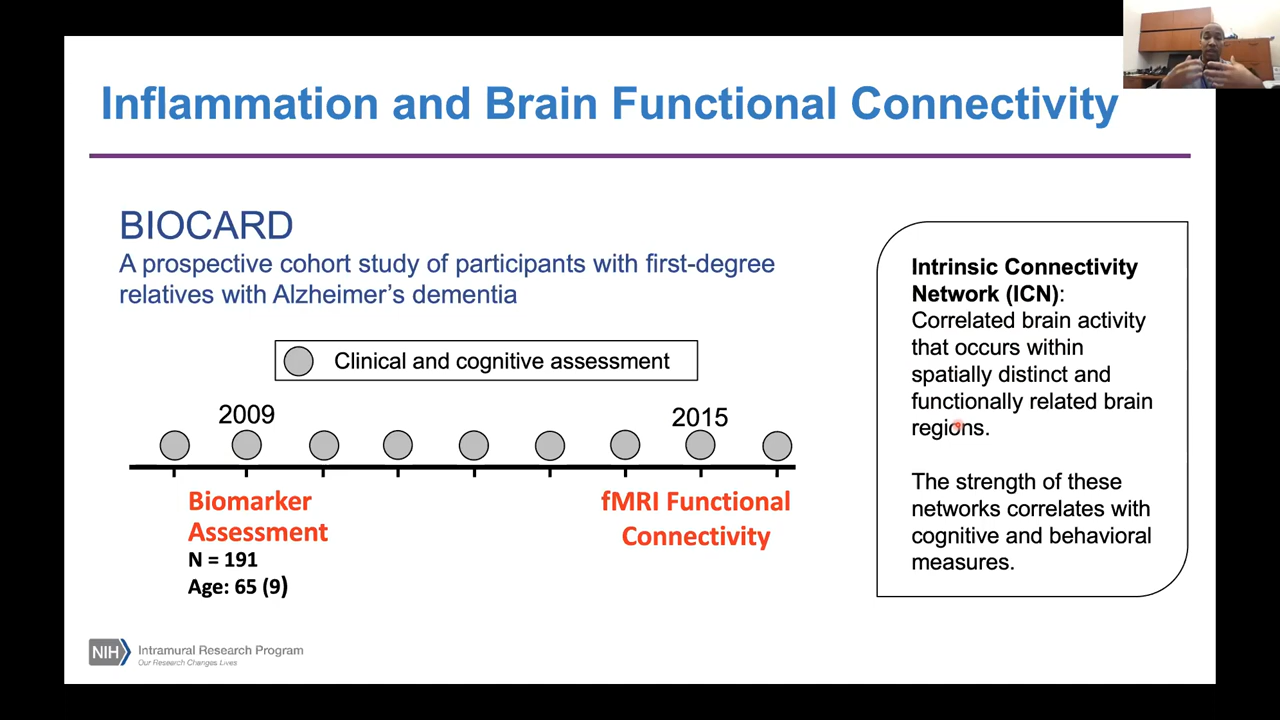 Inflammation and Brain Functional Connectivity
BIOCARD
A prospective cohort study of participants with first-degree
relatives with Alzheimer’s dementia
Clinical and cognitive assessment
2009
2015
Biomarker
Assessment
N = 191
Age: 65 (9)
fMRI Functional
Connectivity
Intrinsic Connectivity
Network (ICN):
Correlated brain activity
that occurs within
spatially distinct and
functionally related brain
regions.
The strength of these
networks correlates with
cognitive and behavioral
measures.
NIH
Intramural Research Program
Our Research Changes Lives